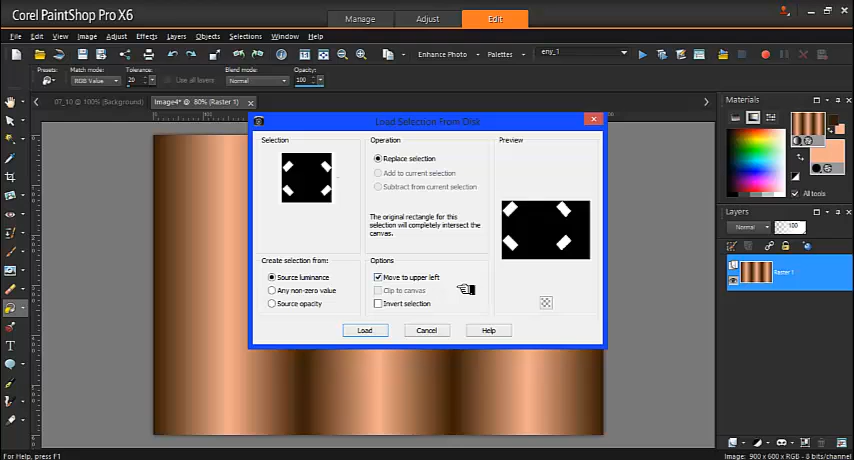 Corel PaintShop Pro X6
Manage
Adjust
Edit
File Edit View Image Adjust Effects Layers Objects Selections Window Help
Enhance Photo
Palettes
eny_1
Presets:
Match mode:
RGB Value
Tolerance:
20
Use all layers
Blend mode:
Normal
Opacity:
100
07_10 @ 100% (Background)
Image4* @ 80% (Raster 1)
Load Selection From Disk
Selection
Operation
Replace selection
Add to current selection
Subtract from current selection
The original rectangle for this
selection will completely intersect the
canvas.
Preview
Create selection from:
Source luminance
Any non-zero value
Source opacity
Options
Move to upper left
Clip to canvas
Invert selection
Load
Cancel
Help
Materials
All tools
Layers
Normal
100
Raster 1
For Help, press F1
Image: 900 x 600 x RGB - 8 bits/channel